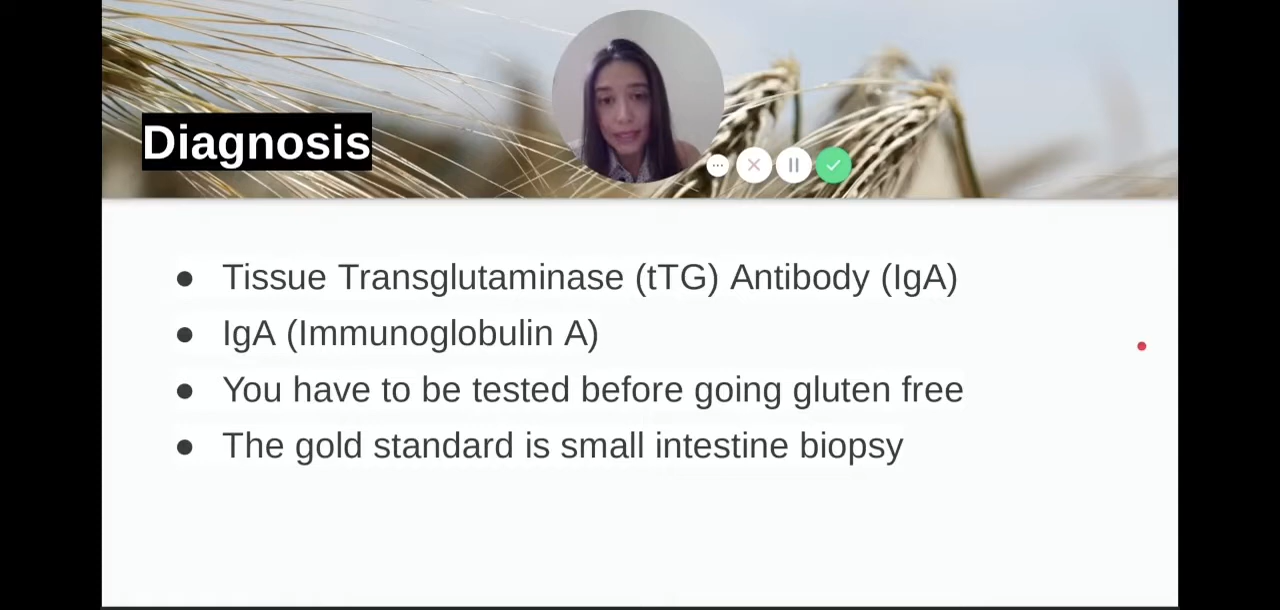 Diagnosis
Tissue Transglutaminase (tTG) Antibody (IgA)
IgA (Immunoglobulin A)
You have to be tested before going gluten free
The gold standard is small intestine biopsy